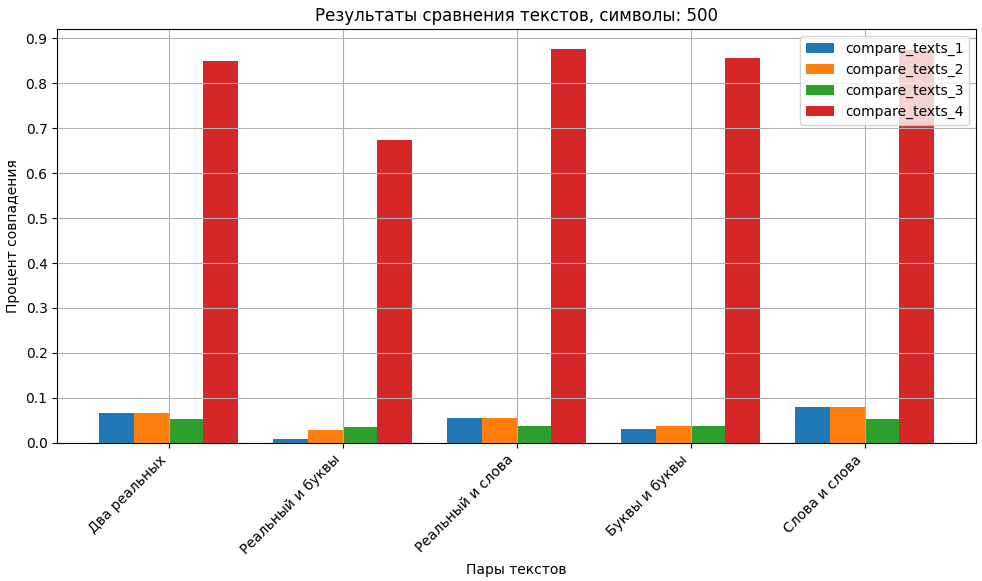 Результаты сравнения текстов, символы: 500
compare_texts_1
compare_texts_2
compare_texts_3
compare_texts_4
Процент совпадения
0.9
0.8
0.7
0.6
0.5
0.4
0.3
0.2
0.1
0.0
Два реальных
Реальный и буквы
Реальный и слова
Буквы и буквы
Слова и слова
Пары текстов